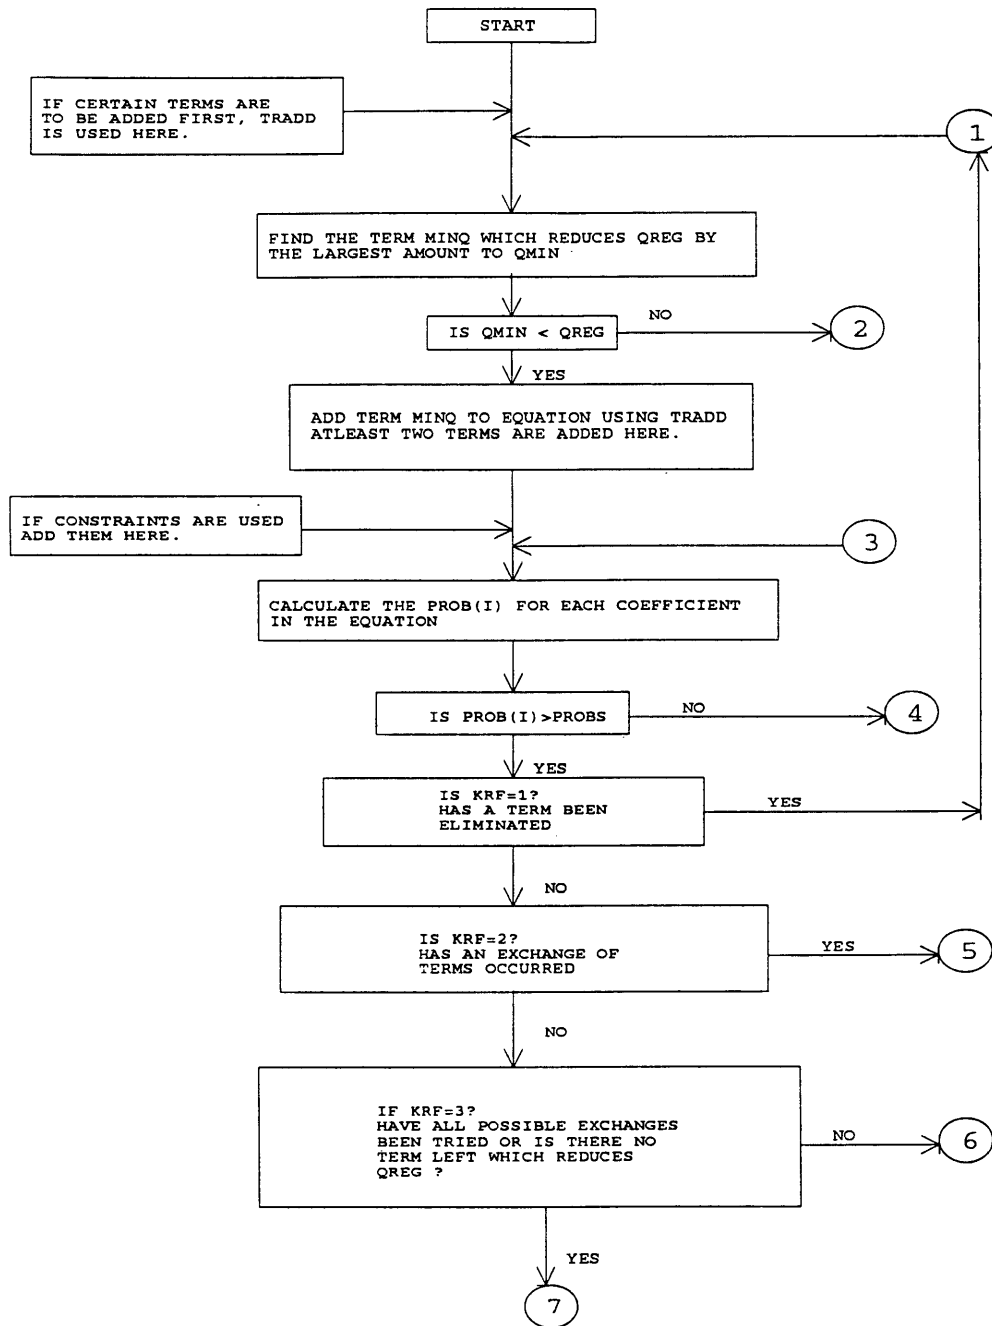 START
IF CERTAIN TERMS ARE
TO BE ADDED FIRST, TRADD
IS USED HERE.
1
FIND THE TERM MINQ WHICH REDUCES QREG BY
THE LARGEST AMOUNT TO QMIN
IS QMIN < QREG
NO
2
YES
ADD TERM MINQ TO EQUATION USING TRADD
ATLEAST TWO TERMS ARE ADDED HERE.
IF CONSTRAINTS ARE USED
ADD THEM HERE.
3
CALCULATE THE PROB(I) FOR EACH COEFFICIENT
IN THE EQUATION
IS PROB(I)>PROBS
NO
4
YES
IS KRF=1?
HAS A TERM BEEN
ELIMINATED
YES
NO
IS KRF=2?
HAS AN EXCHANGE OF
TERMS OCCURRED
YES
5
NO
IF KRF=3?
HAVE ALL POSSIBLE EXCHANGES
BEEN TRIED OR IS THERE NO
TERM LEFT WHICH REDUCES
QREG ?
NO
6
YES
7